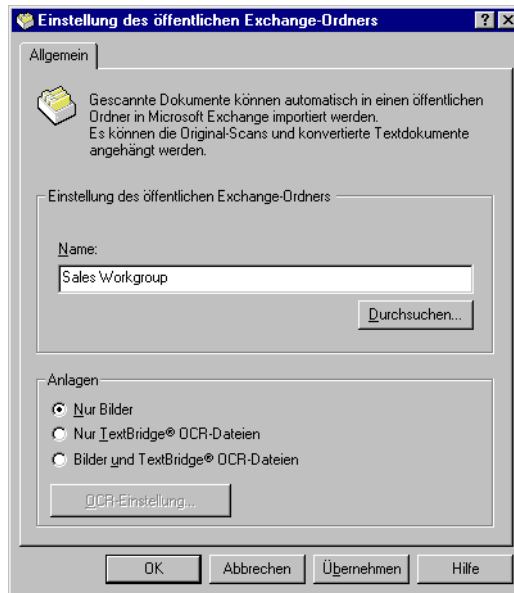 Einstellung des öffentlichen Exchange-Ordners
Allgemein
Gescannte Dokumente können automatisch in einen öffentlichen
Ordner in Microsoft Exchange importiert werden.
Es können die Original-Scans und konvertierte Textdokumente
angehängt werden.
Einstellung des öffentlichen Exchange-Ordners
Name:
Sales Workgroup
Durchsuchen...
Anlagen
Nur Bilder
Nur TextBridge® OCR-Dateien
Bilder und TextBridge® OCR-Dateien
OCR-Einstellung...
OK Abbrechen Übernehmen Hilfe